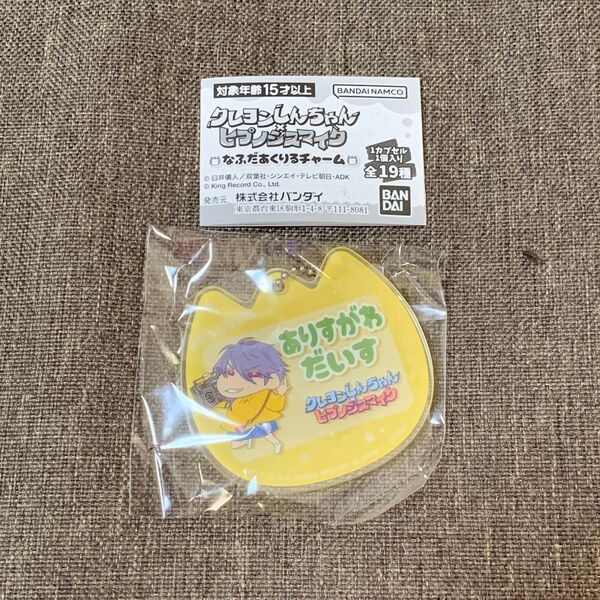 対象年齢15才以上
BANDAI NAMCO
クレヨンしんちゃん
ヒプノシスマイク
なふだあくりるチャーム
1カプセル
1個入り
全19種
© 臼井儀人／双葉社・シンエイ・テレビ朝日・ADK
© King Record Co., Ltd.
発売元 株式会社バンダイ
東京都台東区駒形1-4-8 〒111-8081
BAN
DAI
ありすがわ
だいす
クレヨンしんちゃん
ヒプノシスマイク